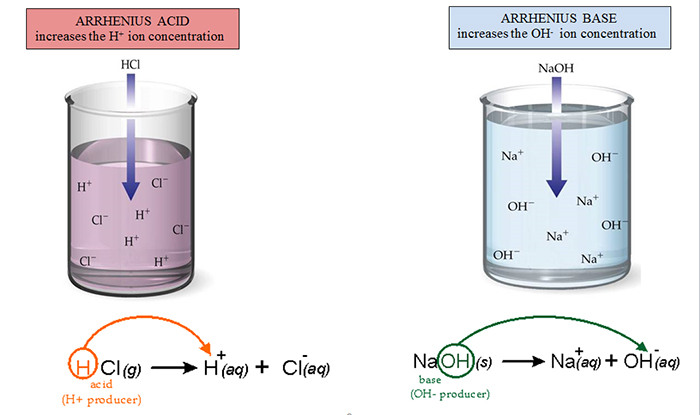 ARRHENIUS ACID
increases the H⁺ ion concentration
HCl
H⁺
Cl⁻
Cl⁻
H⁺
Cl⁻
H⁺
Cl⁻
H⁺
H Cl(g) ⟶ H⁺(aq) + Cl⁻(aq)
acid
(H+ producer)
ARRHENIUS BASE
increases the OH⁻ ion concentration
NaOH
Na⁺
OH⁻
OH⁻
Na⁺
OH⁻
Na⁺
OH⁻
Na⁺
NaOH(s) ⟶ Na⁺(aq) + OH⁻(aq)
base
(OH- producer)